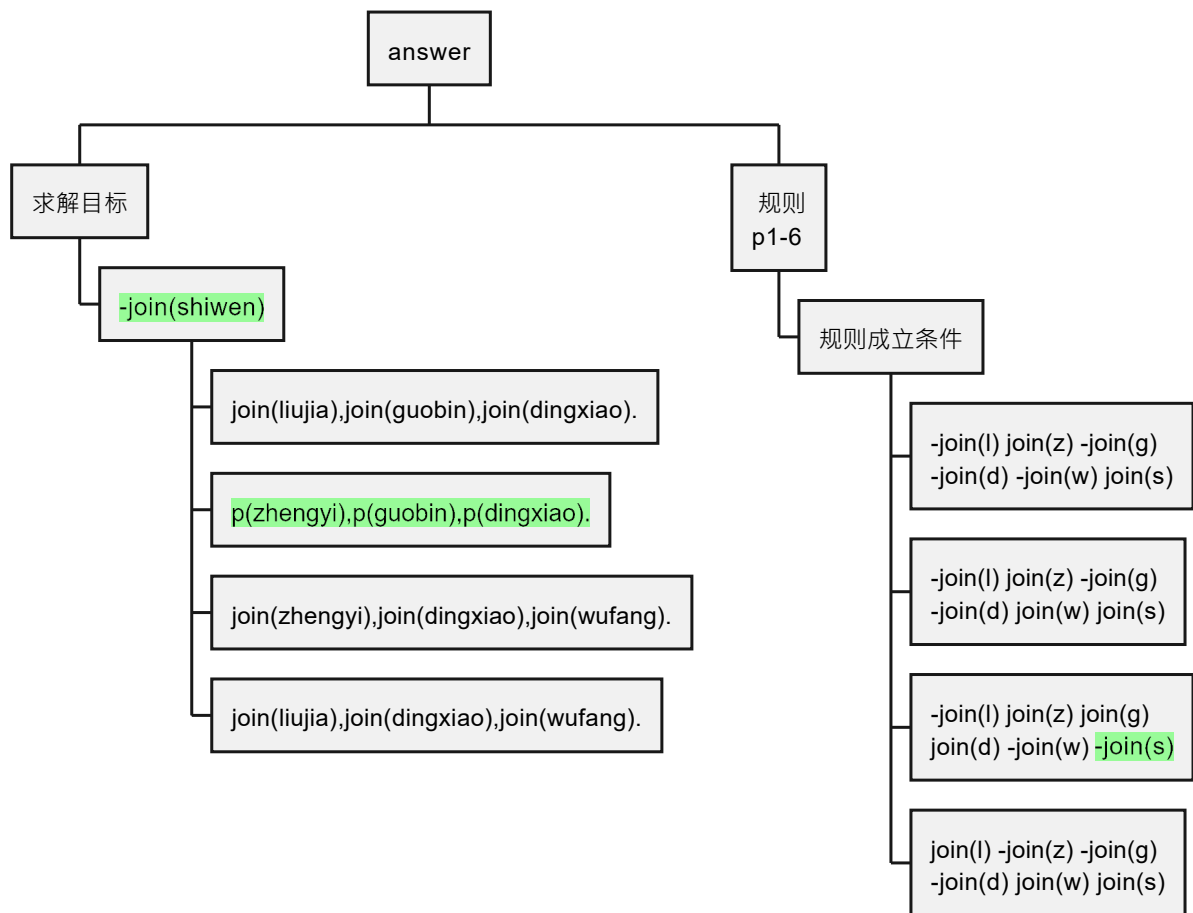 answer
求解目标
-join(shiwen)
join(liujia),join(guobin),join(dingxiao).
p(zhengyi),p(guobin),p(dingxiao).
join(zhengyi),join(dingxiao),join(wufang).
join(liujia),join(dingxiao),join(wufang).
规则
p1-6
规则成立条件
-join(l) join(z) -join(g)
-join(d) -join(w) join(s)
-join(l) join(z) -join(g)
-join(d) join(w) join(s)
-join(l) join(z) join(g)
join(d) -join(w) -join(s)
join(l) -join(z) -join(g)
-join(d) join(w) join(s)